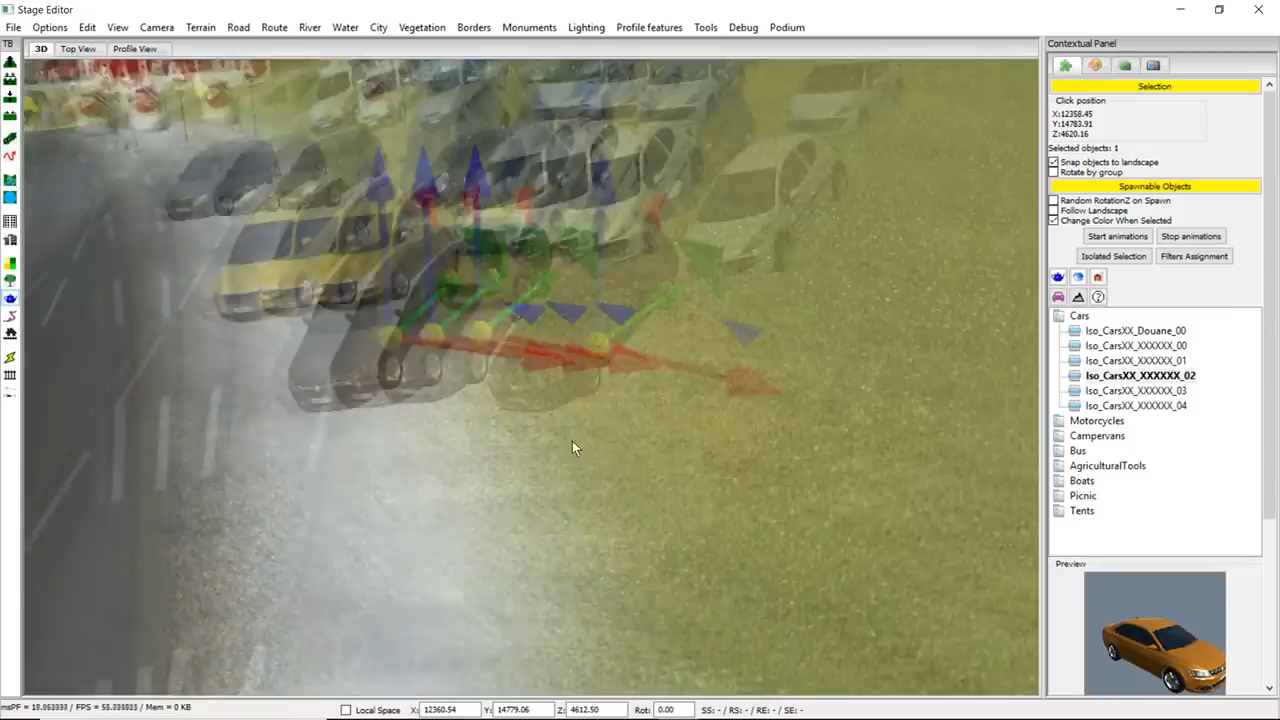 Stage Editor
File Options Edit View Camera Terrain Road Route River Water City Vegetation Borders Monuments Lighting Profile features Tools Debug Podium
TB
3D Top View Profile View
Contextual Panel
Selection
Click position
X:12358.45
Y:14783.91
Z:4620.16
Selected objects: 1
Snap objects to landscape
Rotate by group
Spawnable Objects
Random RotationZ on Spawn
Follow Landscape
Change Color When Selected
Start animations Stop animations
Isolated Selection Filters Assignment
Cars
Iso_CarsXX_Douane_00
Iso_CarsXX_XXXXXX_00
Iso_CarsXX_XXXXXX_01
Iso_CarsXX_XXXXXX_02
Iso_CarsXX_XXXXXX_03
Iso_CarsXX_XXXXXX_04
Motorcycles
Campervans
Bus
AgriculturalTools
Boats
Picnic
Tents
Preview
Local Space X: 12360.54 Y: 14779.06 Z: 4612.50 Rot: 0.00 SS: - / RS: - / RE: - / SE: -